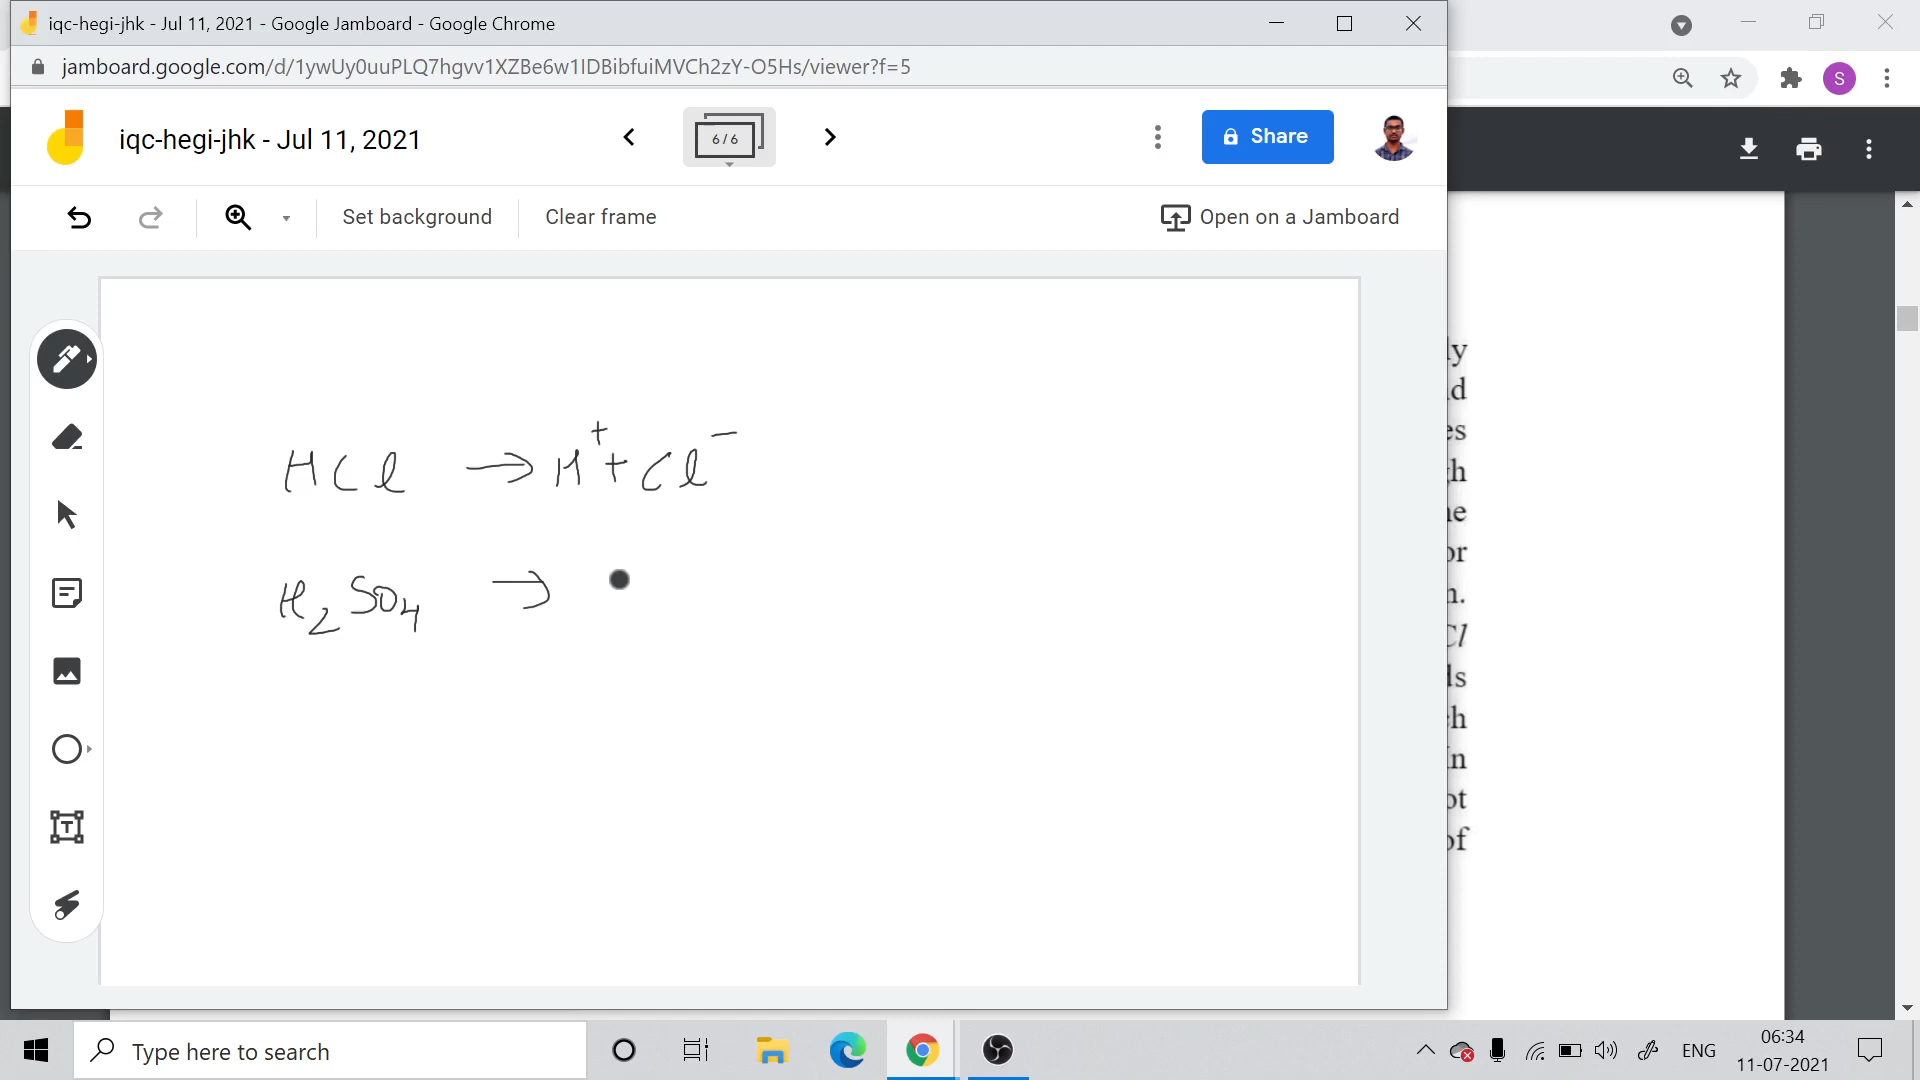 iqc-hegi-jhk - Jul 11, 2021 - Google Jamboard - Google Chrome
jamboard.google.com/d/1ywUy0uuPLQ7hgvv1XZBe6w1IDBibfuiMVCh2zY-O5Hs/viewer?f=5
S
iqc-hegi-jhk - Jul 11, 2021
6/6
Share
Set background
Clear frame
Open on a Jamboard
HCl → H⁺ + Cl⁻
H₂SO₄ →
Type here to search
ENG
06:34
11-07-2021